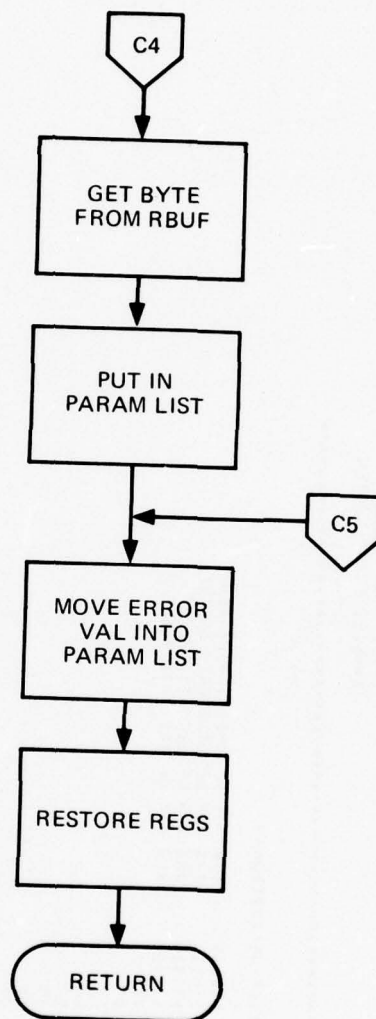 C4
GET BYTE
FROM RBUF
PUT IN
PARAM LIST
C5
MOVE ERROR
VAL INTO
PARAM LIST
RESTORE REGS
RETURN